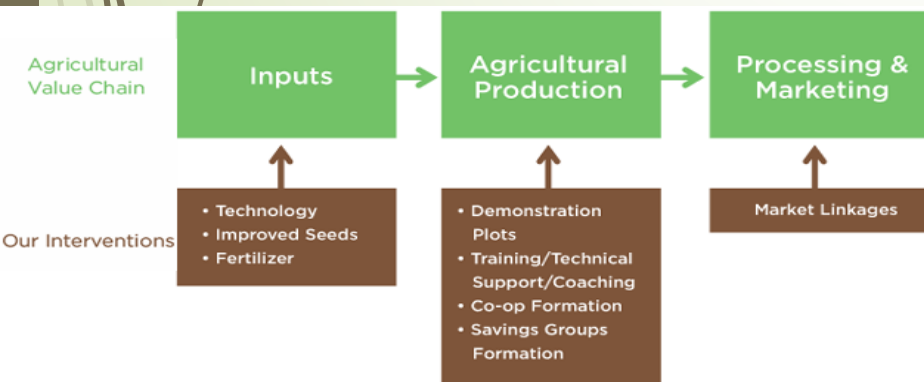 Agricultural
Value Chain
Inputs
Agricultural
Production
Processing &
Marketing
Our Interventions
• Technology
• Improved Seeds
• Fertilizer
• Demonstration
Plots
• Training/Technical
Support/Coaching
• Co-op Formation
• Savings Groups
Formation
Market Linkages